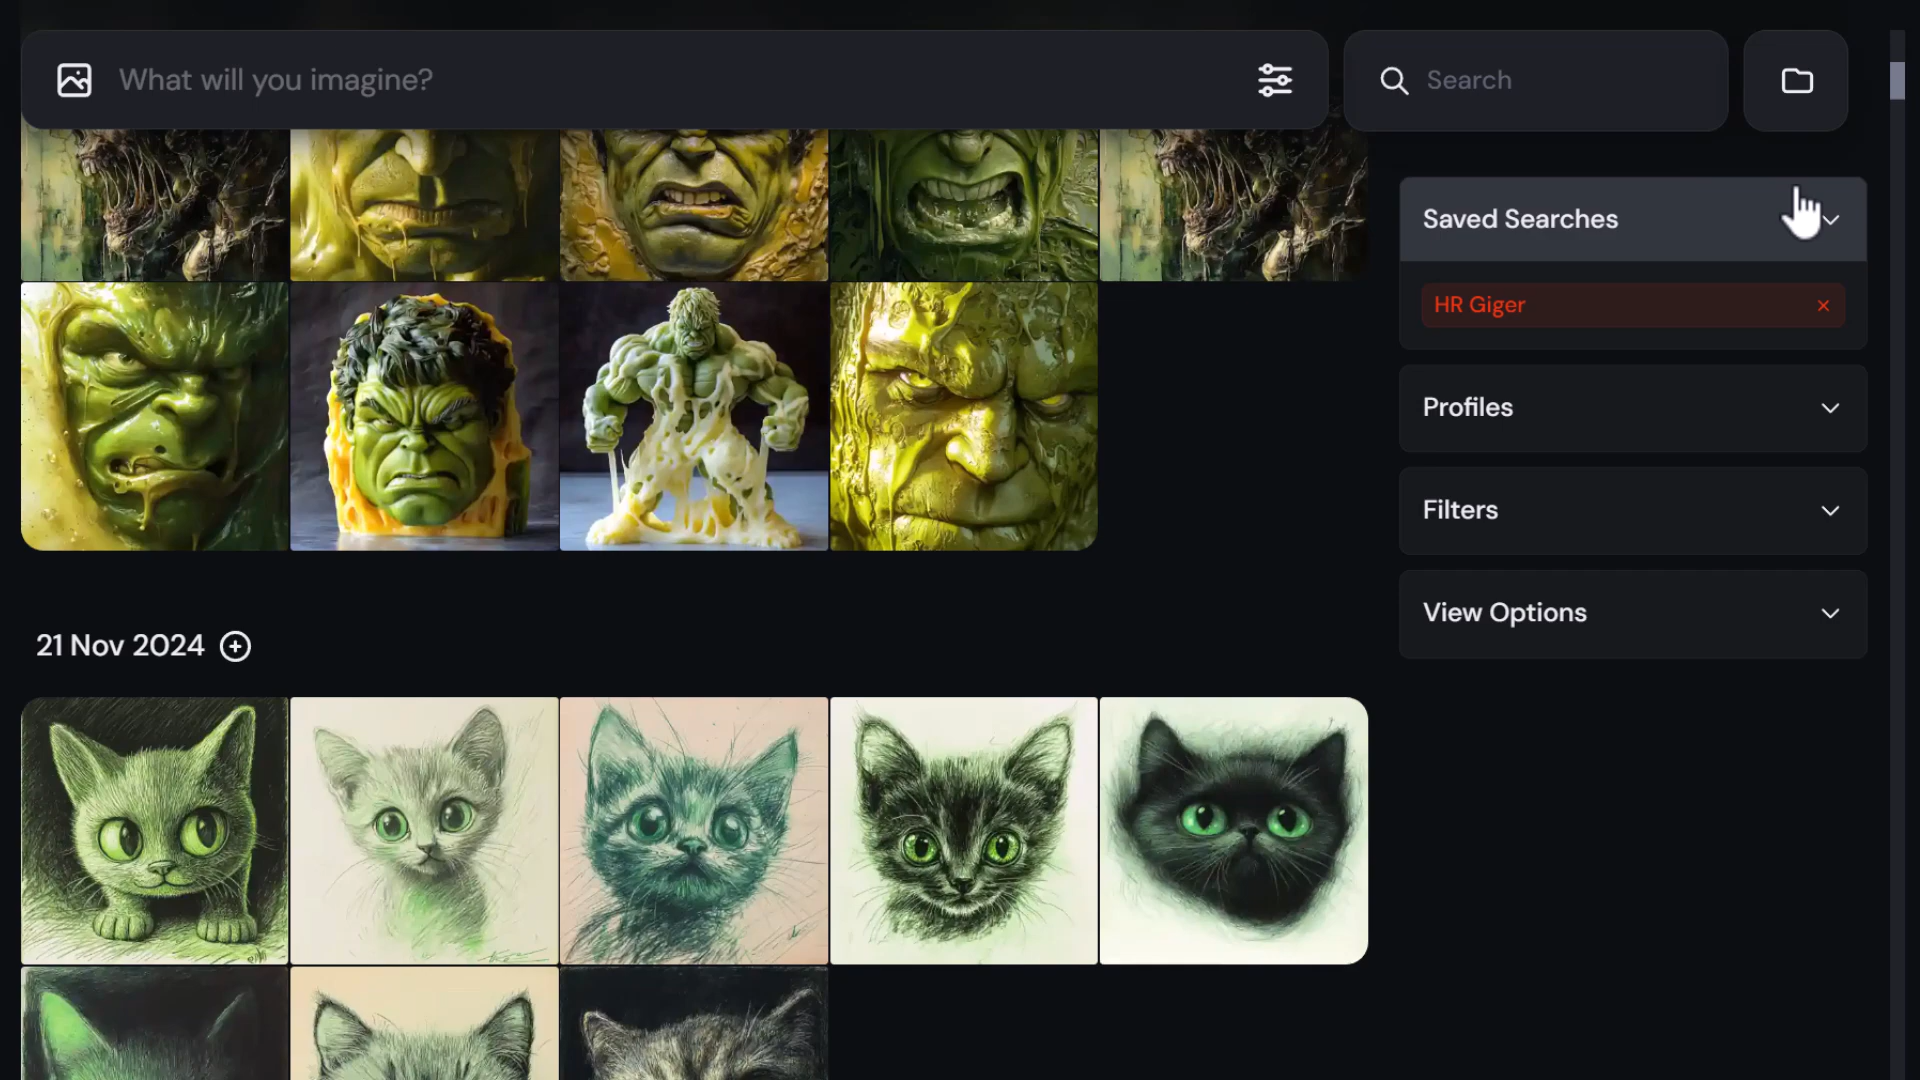 What will you imagine?
Search
Saved Searches
HR Giger
Profiles
Filters
View Options
21 Nov 2024